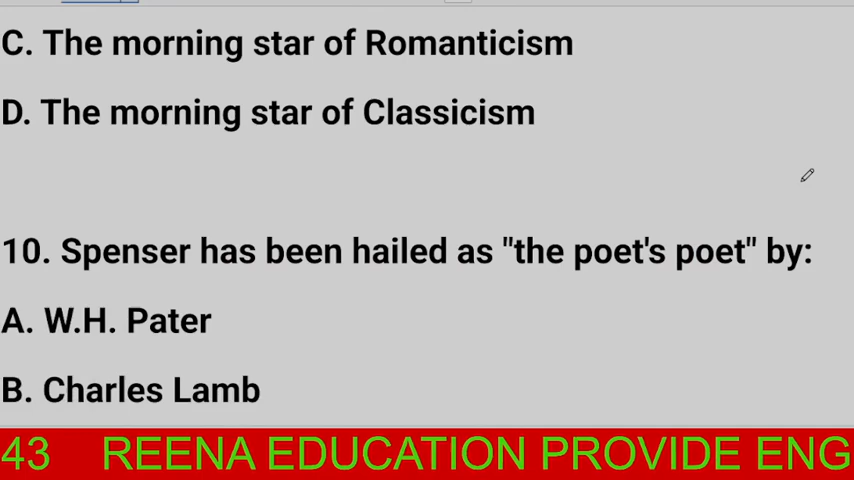 C. The morning star of Romanticism
D. The morning star of Classicism
10. Spenser has been hailed as "the poet's poet" by:
A. W.H. Pater
B. Charles Lamb
43 REENA EDUCATION PROVIDE ENG